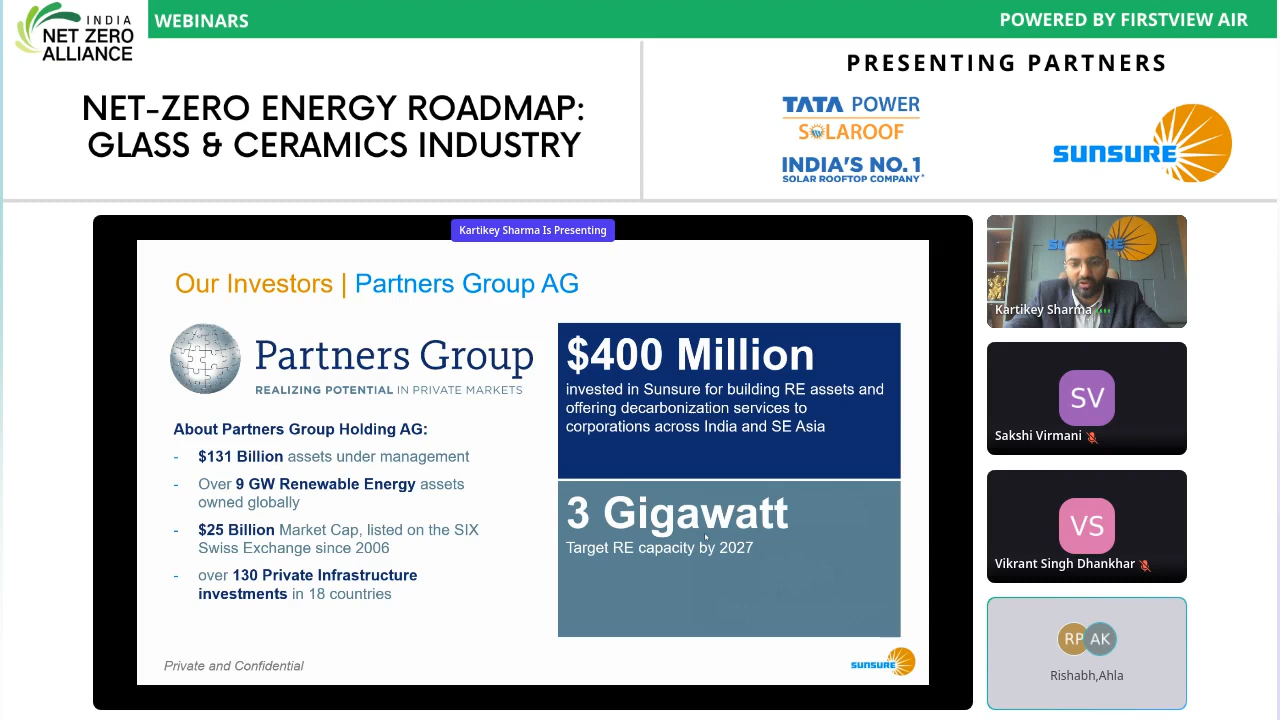 INDIA
NET ZERO
ALLIANCE
WEBINARS
POWERED BY FIRSTVIEW AIR
NET-ZERO ENERGY ROADMAP:
GLASS & CERAMICS INDUSTRY
PRESENTING PARTNERS
TATA POWER
SOLAROOF
INDIA'S NO.1
SOLAR ROOFTOP COMPANY*
SUNSURE
Kartikey Sharma Is Presenting
Our Investors | Partners Group AG
Partners Group
REALIZING POTENTIAL IN PRIVATE MARKETS
About Partners Group Holding AG:
- $131 Billion assets under management
- Over 9 GW Renewable Energy assets
owned globally
- $25 Billion Market Cap, listed on the SIX
Swiss Exchange since 2006
- over 130 Private Infrastructure
investments in 18 countries
$400 Million
invested in Sunsure for building RE assets and
offering decarbonization services to
corporations across India and SE Asia
3 Gigawatt
Target RE capacity by 2027
Private and Confidential
SUNSURE
Kartikey Sharma
SV
Sakshi Virmani
VS
Vikrant Singh Dhankhar
RP AK
Rishabh,Ahla